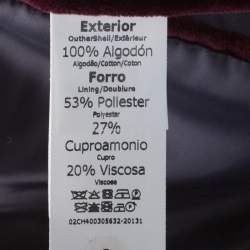 Exterior
OutherShell/Extérieur
100% Algodón
Algodão/Cotton/Coton
Forro
Lining/Doublure
53% Poliester
Polyester
27%
Cuproamonio
Cupro
20% Viscosa
Viscose
02CH400305632-20131